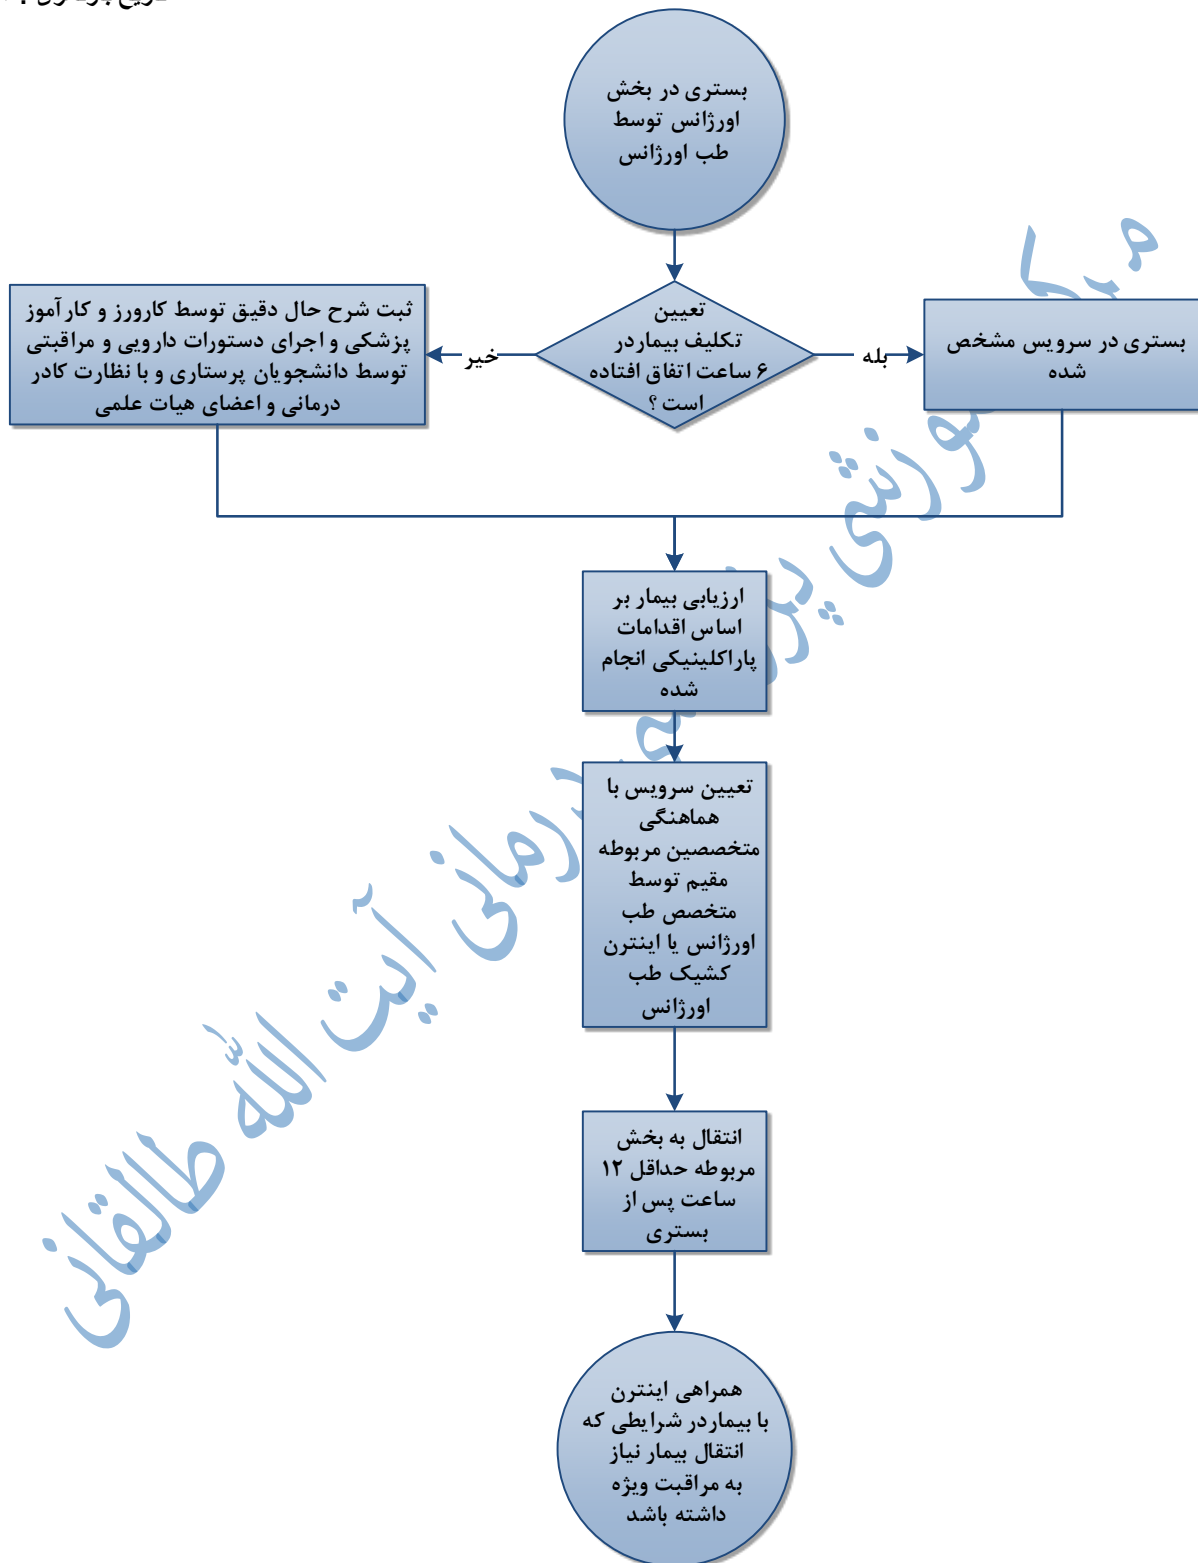 بستری در بخش
اورژانس توسط
طب اورژانس
تعیین
تکلیف بیماردر
۶ ساعت اتفاق افتاده
است ؟
بله
خیر
بستری در سرویس مشخص
شده
ثبت شرح حال دقیق توسط کارورز و کارآموز
پزشکی و اجرای دستورات دارویی و مراقبتی
توسط دانشجویان پرستاری و با نظارت کادر
درمانی و اعضای هیات علمی
ارزیابی بیمار بر
اساس اقدامات
پاراکلینیکی انجام
شده
تعیین سرویس با
هماهنگی
متخصصین مربوطه
مقیم توسط
متخصص طب
اورژانس یا اینترن
کشیک طب
اورژانس
انتقال به بخش
مربوطه حداقل ۱۲
ساعت پس از
بستری
همراهی اینترن
با بیماردر شرایطی که
انتقال بیمار نیاز
به مراقبت ویژه
داشته باشد
درمانی آیت الله طالقانی